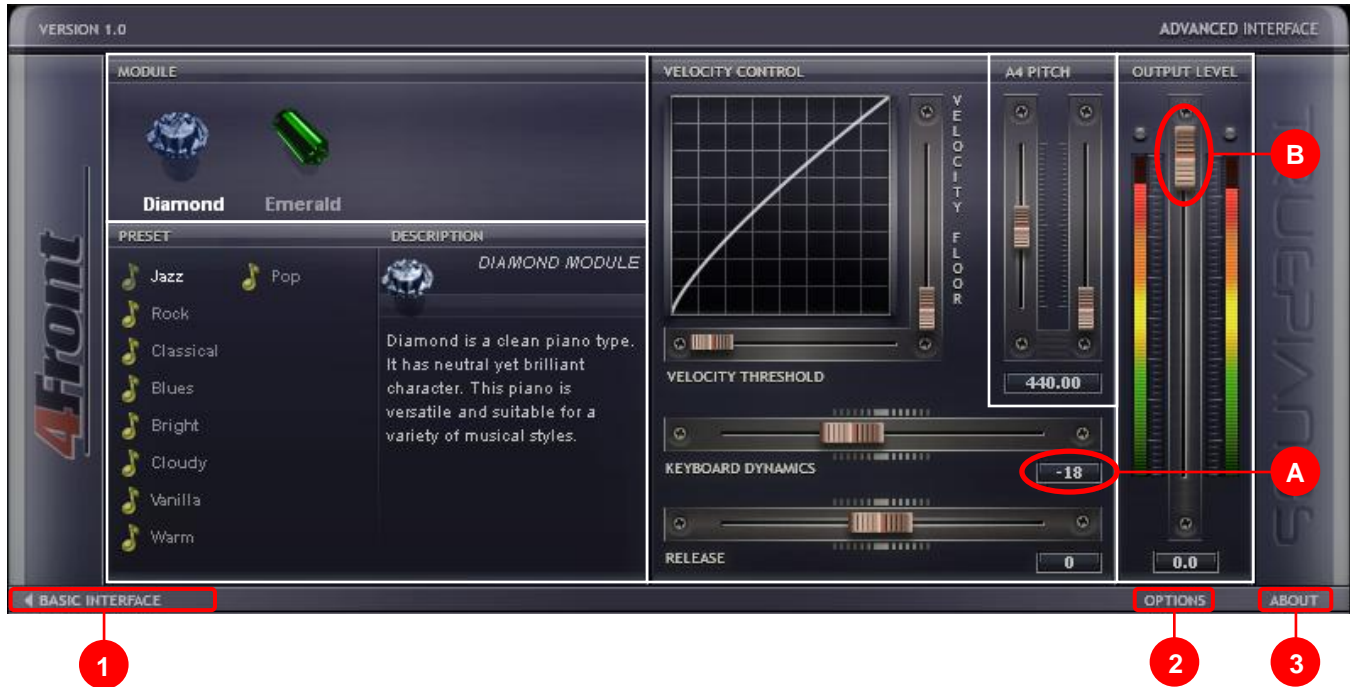 VERSION 1.0
ADVANCED INTERFACE
MODULE
Diamond
Emerald
PRESET
Jazz
Pop
Rock
Classical
Blues
Bright
Cloudy
Vanilla
Warm
DESCRIPTION
DIAMOND MODULE
Diamond is a clean piano type.
It has neutral yet brilliant
character. This piano is
versatile and suitable for a
variety of musical styles.
VELOCITY CONTROL
VELOCITY FLOOR
VELOCITY THRESHOLD
KEYBOARD DYNAMICS
-18
RELEASE
0
A4 PITCH
440.00
OUTPUT LEVEL
0.0
B
A
4Front
TRUEPIANOS
BASIC INTERFACE
OPTIONS
ABOUT
1
2
3